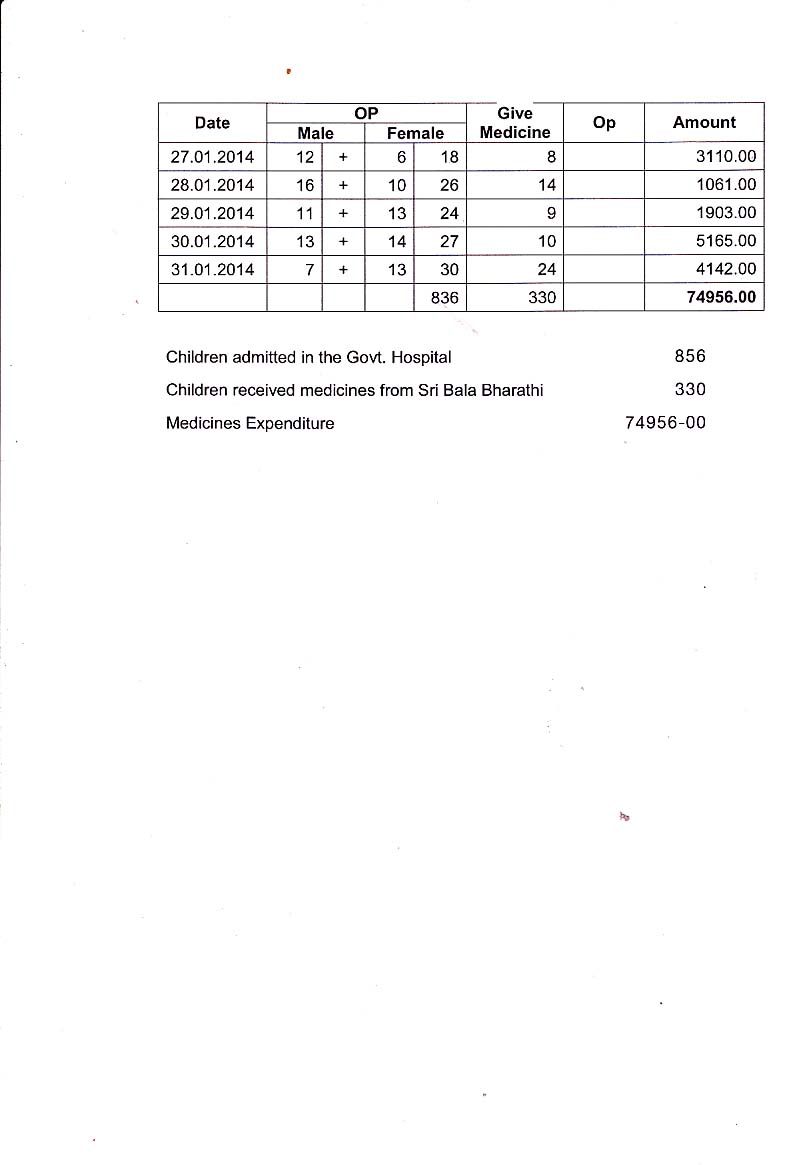 Date OP Give Medicine Op Amount
Male Female
27.01.2014 12 + 6 18 8 3110.00
28.01.2014 16 + 10 26 14 1061.00
29.01.2014 11 + 13 24 9 1903.00
30.01.2014 13 + 14 27 10 5165.00
31.01.2014 7 + 13 30 24 4142.00
836 330 74956.00
Children admitted in the Govt. Hospital 856
Children received medicines from Sri Bala Bharathi 330
Medicines Expenditure 74956-00